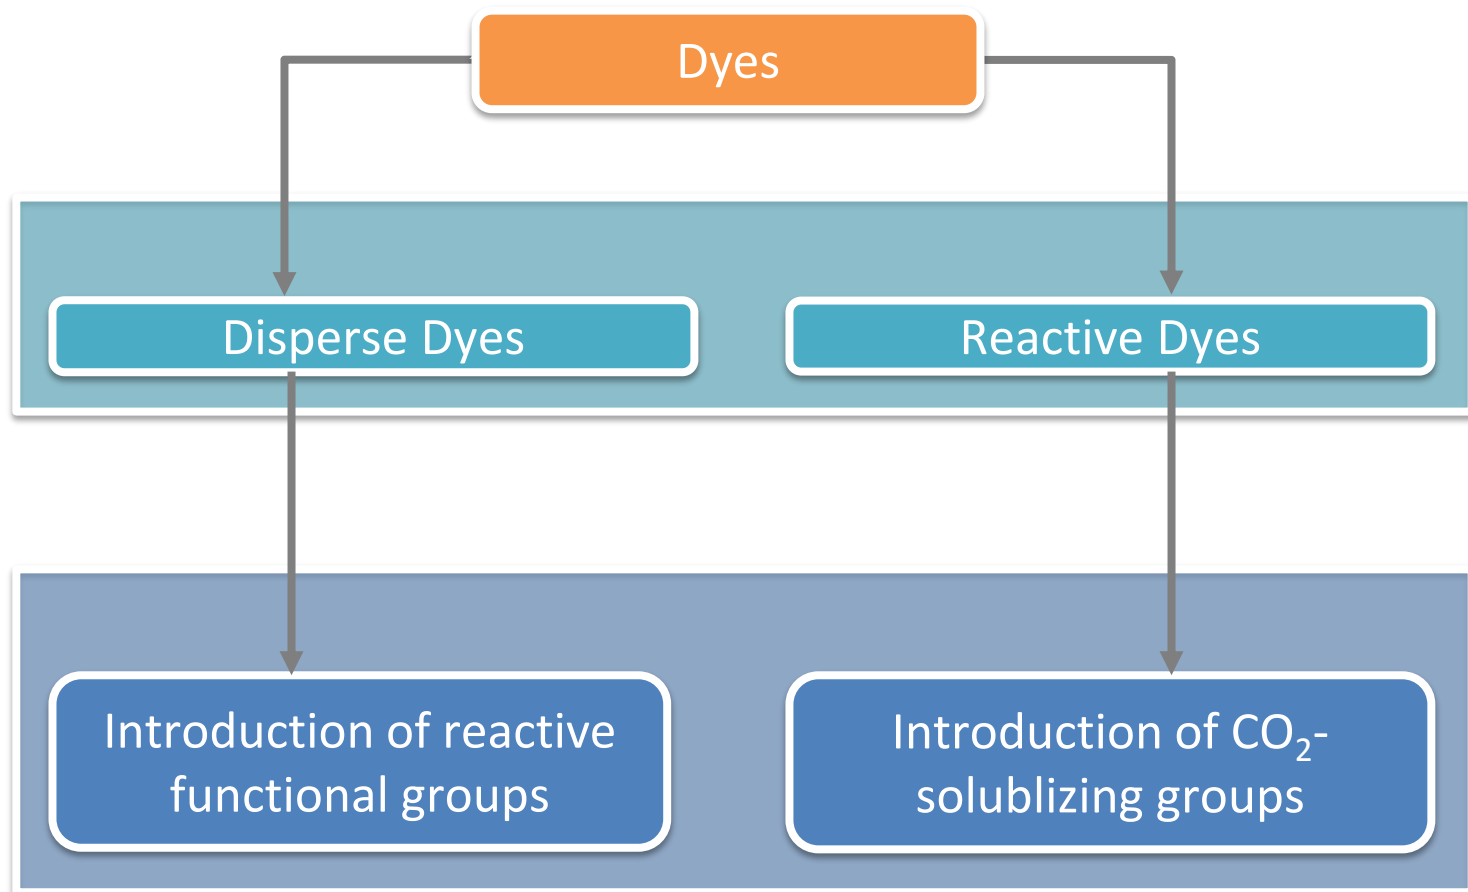 Dyes
Disperse Dyes
Reactive Dyes
Introduction of reactive
functional groups
Introduction of CO₂-
solublizing groups